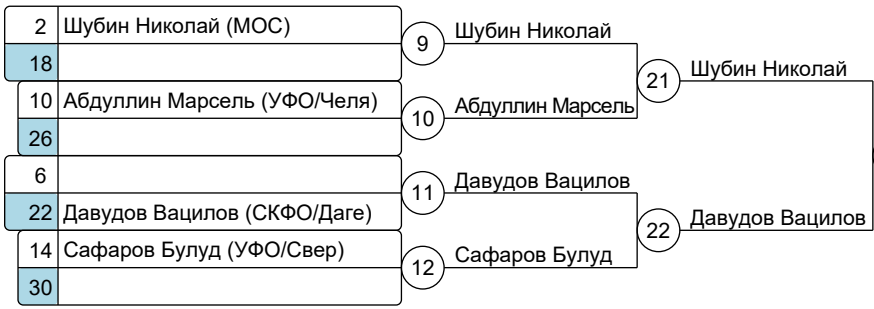 2 Шубин Николай (МОС)
18
9 Шубин Николай
10 Абдуллин Марсель (УФО/Челя)
26
10 Абдуллин Марсель
21 Шубин Николай
6
22 Давудов Вацилов (СКФО/Даге)
11 Давудов Вацилов
14 Сафаров Булуд (УФО/Свер)
30
12 Сафаров Булуд
22 Давудов Вацилов